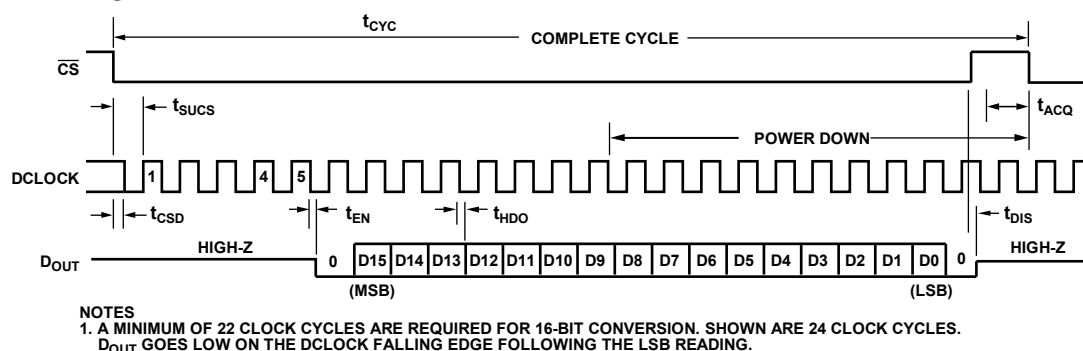 tCYC
COMPLETE CYCLE
CS
tSUCS
tACQ
POWER DOWN
DCLOCK
1
4
5
tCSD
tEN
tHDO
tDIS
DOUT
HIGH-Z
0
D15
D14
D13
D12
D11
D10
D9
D8
D7
D6
D5
D4
D3
D2
D1
D0
0
HIGH-Z
(MSB)
(LSB)
NOTES
1. A MINIMUM OF 22 CLOCK CYCLES ARE REQUIRED FOR 16-BIT CONVERSION. SHOWN ARE 24 CLOCK CYCLES.
DOUT GOES LOW ON THE DCLOCK FALLING EDGE FOLLOWING THE LSB READING.